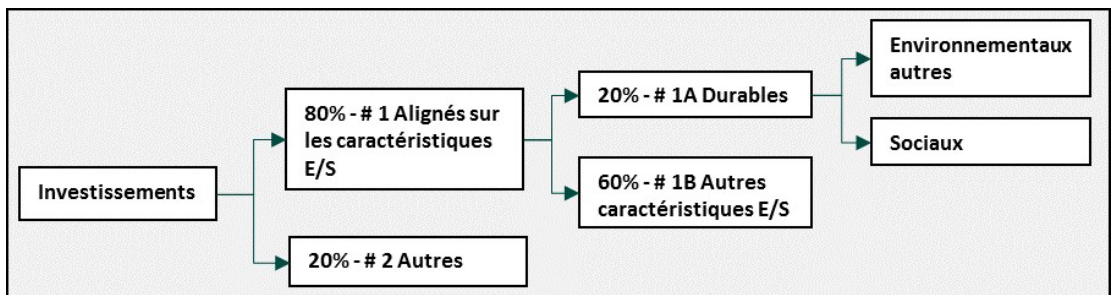 Investissements
80% - # 1 Alignés sur
les caractéristiques
E/S
20% - # 2 Autres
20% - # 1A Durables
60% - # 1B Autres
caractéristiques E/S
Environnementaux
autres
Sociaux